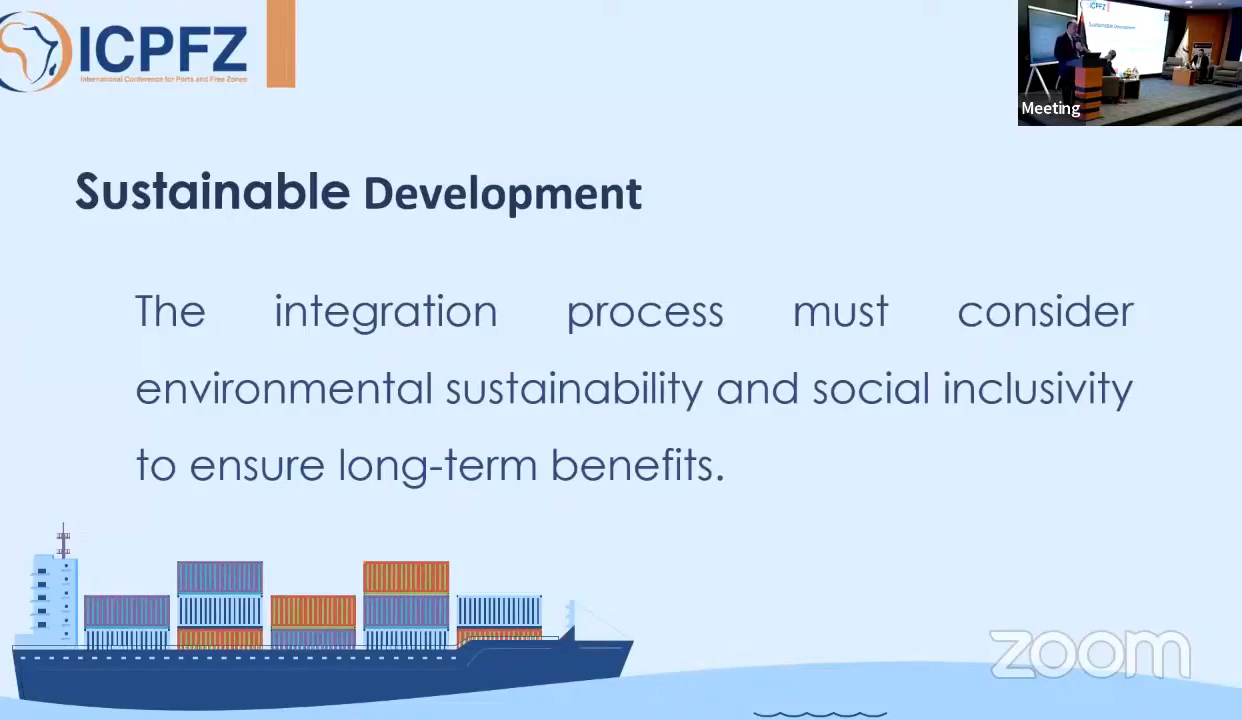 ICPFZ
International Conference for Ports and Free Zones
Meeting
Sustainable Development
The integration process must consider
environmental sustainability and social inclusivity
to ensure long-term benefits.
zoom